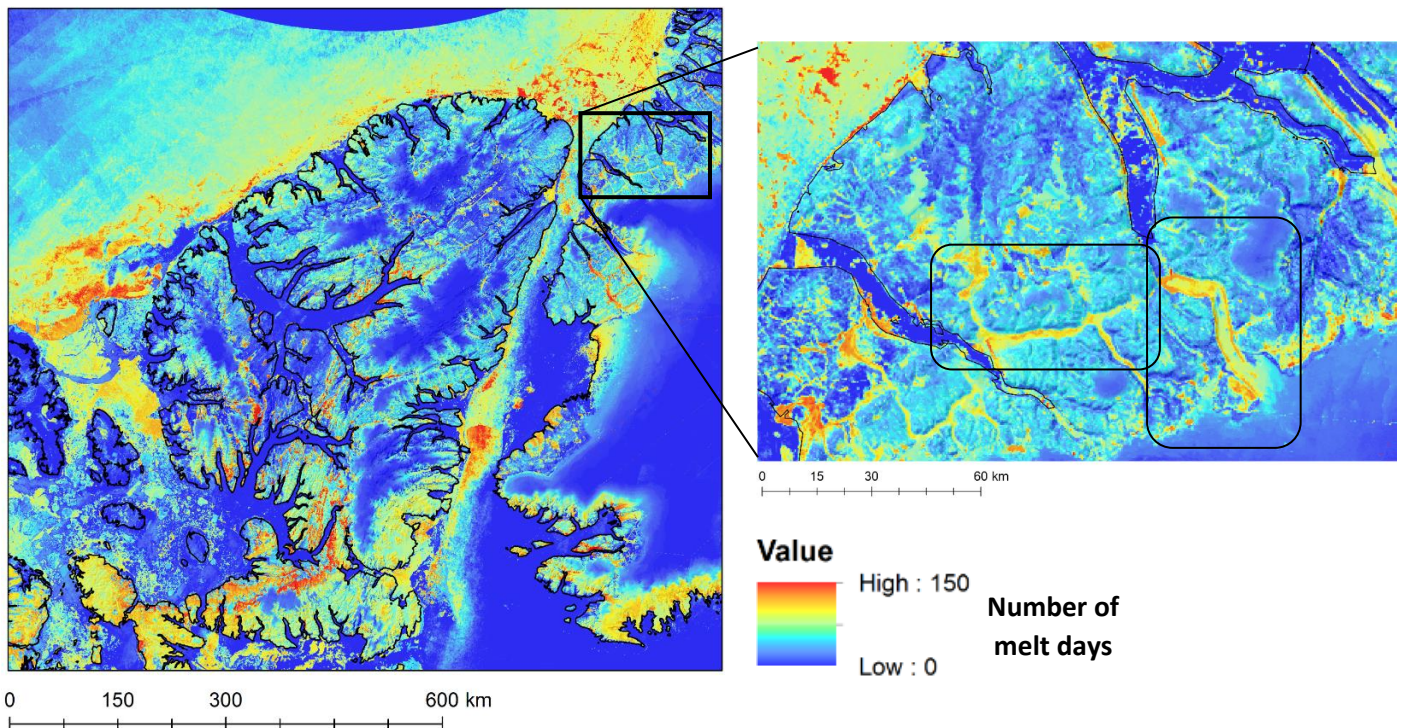 0 150 300 600 km
0 15 30 60 km
Value
High : 150
Low : 0
Number of
melt days